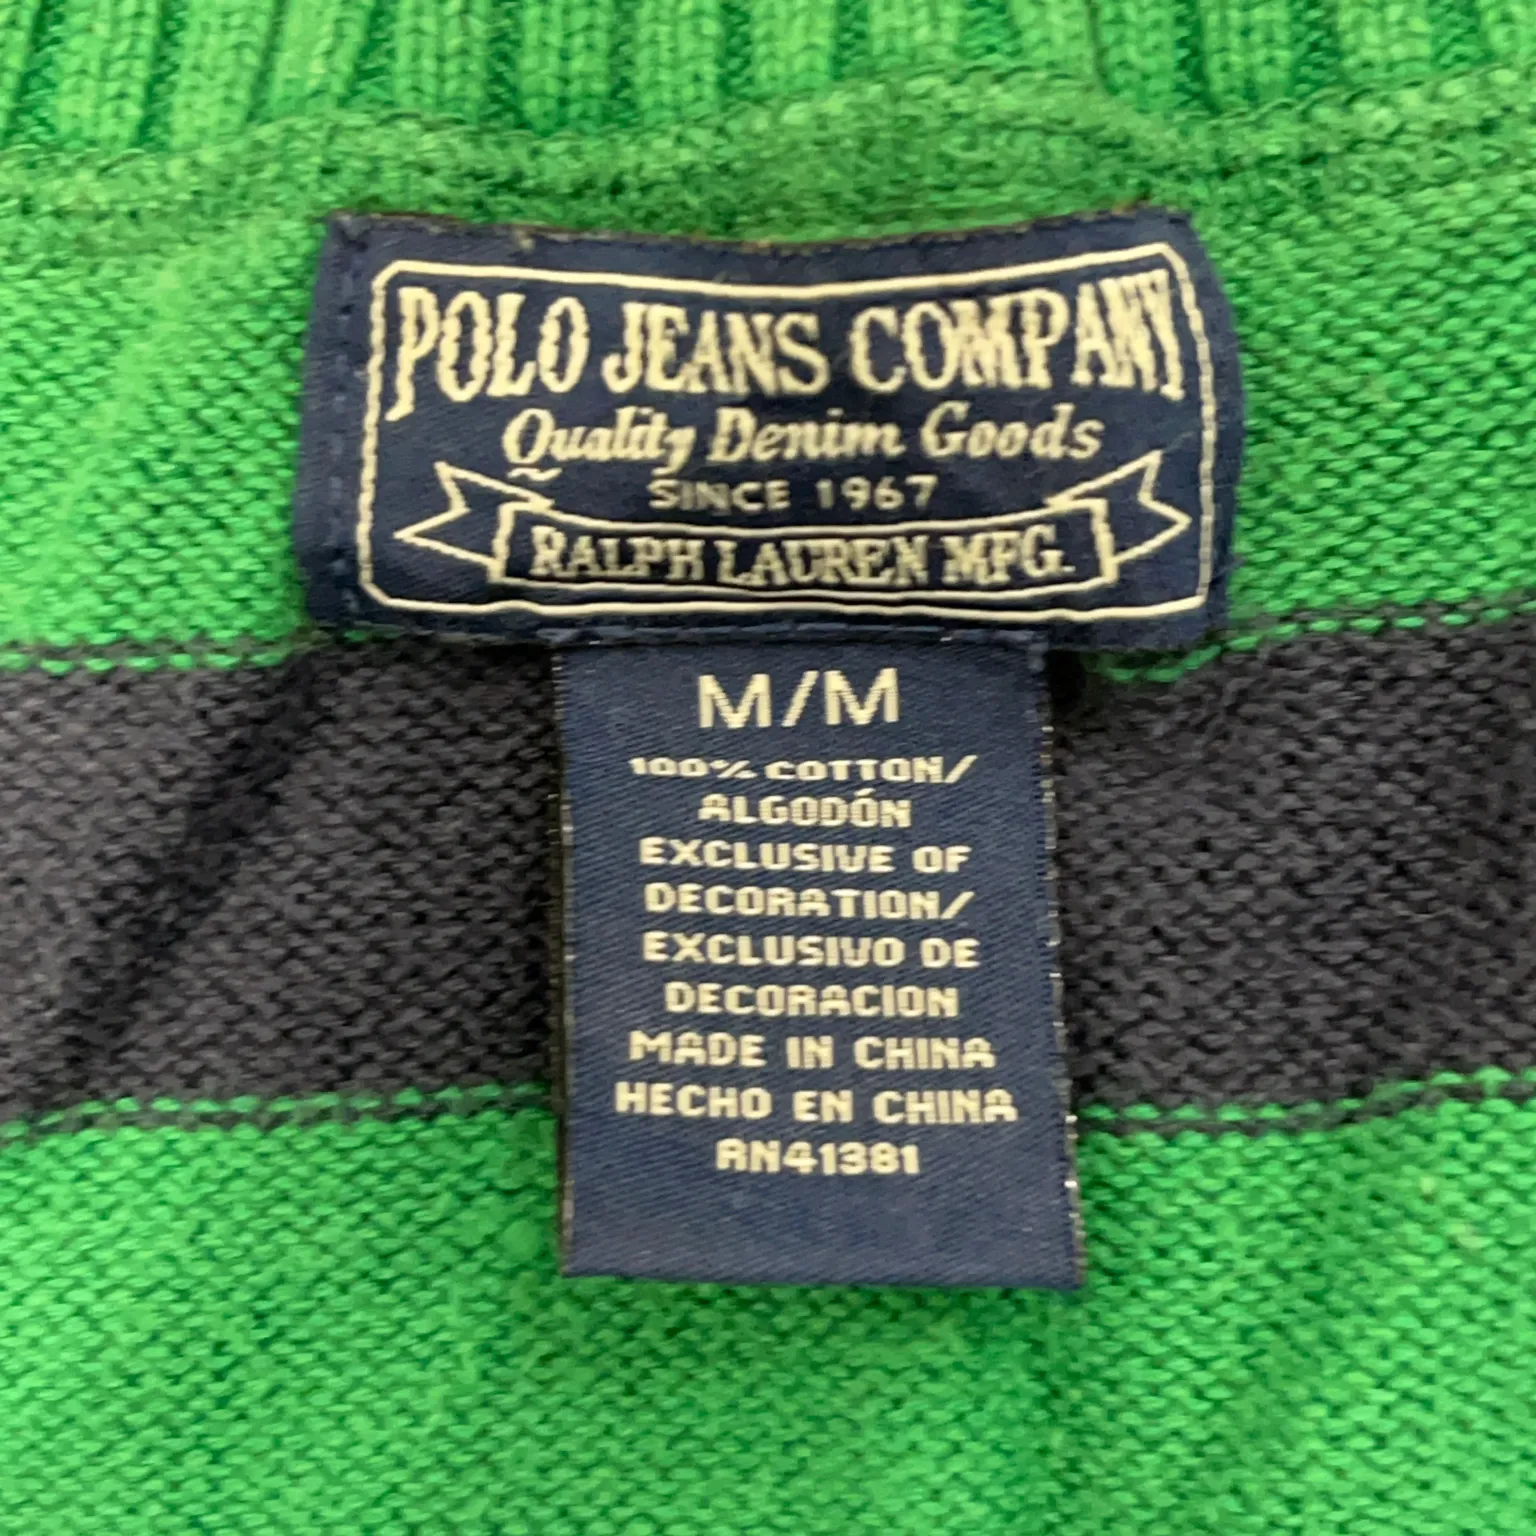 POLO JEANS COMPANY
Quality Denim Goods
SINCE 1967
RALPH LAUREN MFG.
M/M
100% COTTON/
ALGODÓN
EXCLUSIVE OF
DECORATION/
EXCLUSIVO DE
DECORACION
MADE IN CHINA
HECHO EN CHINA
RN41381